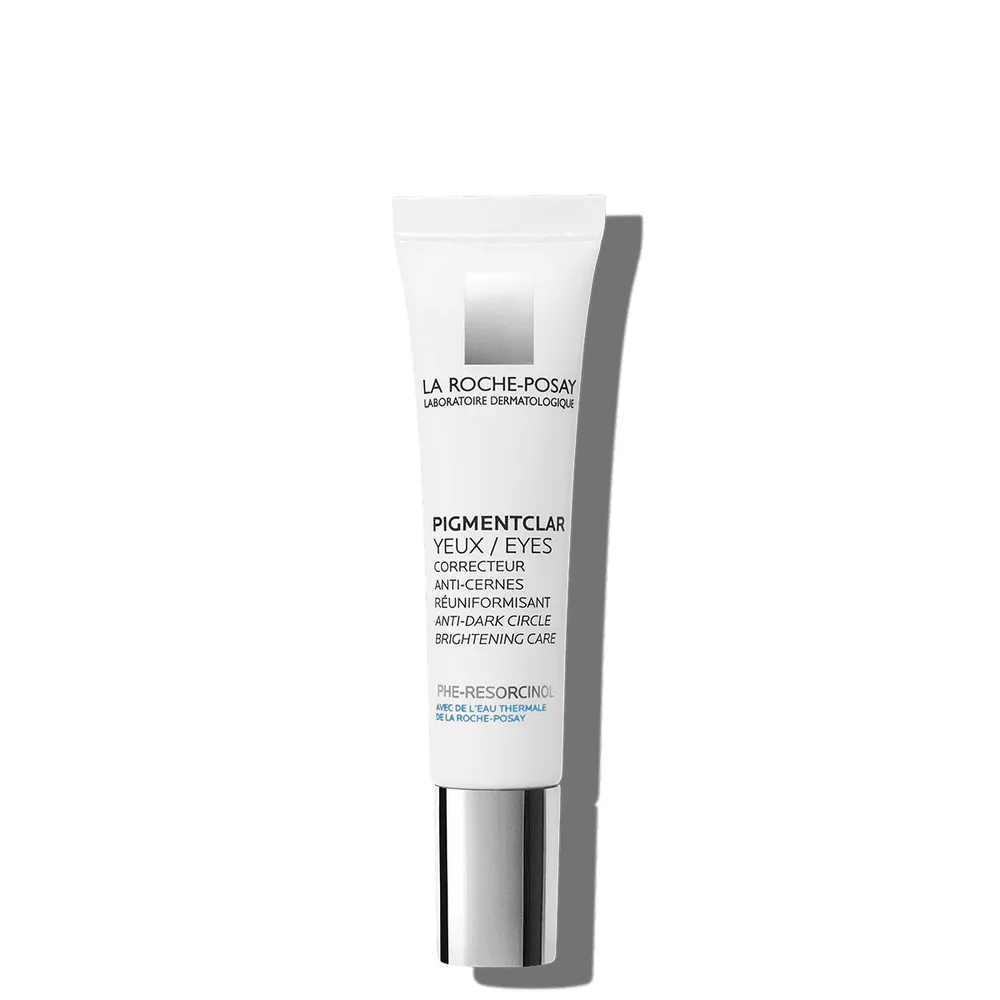 LA ROCHE-POSAY
LABORATOIRE DERMATOLOGIQUE
PIGMENTCLAR
YEUX / EYES
CORRECTEUR
ANTI-CERNES
RÉUNIFORMISANT
ANTI-DARK CIRCLE
BRIGHTENING CARE
PHE-RESORCINOL
AVEC DE L'EAU THERMALE
DE LA ROCHE-POSAY